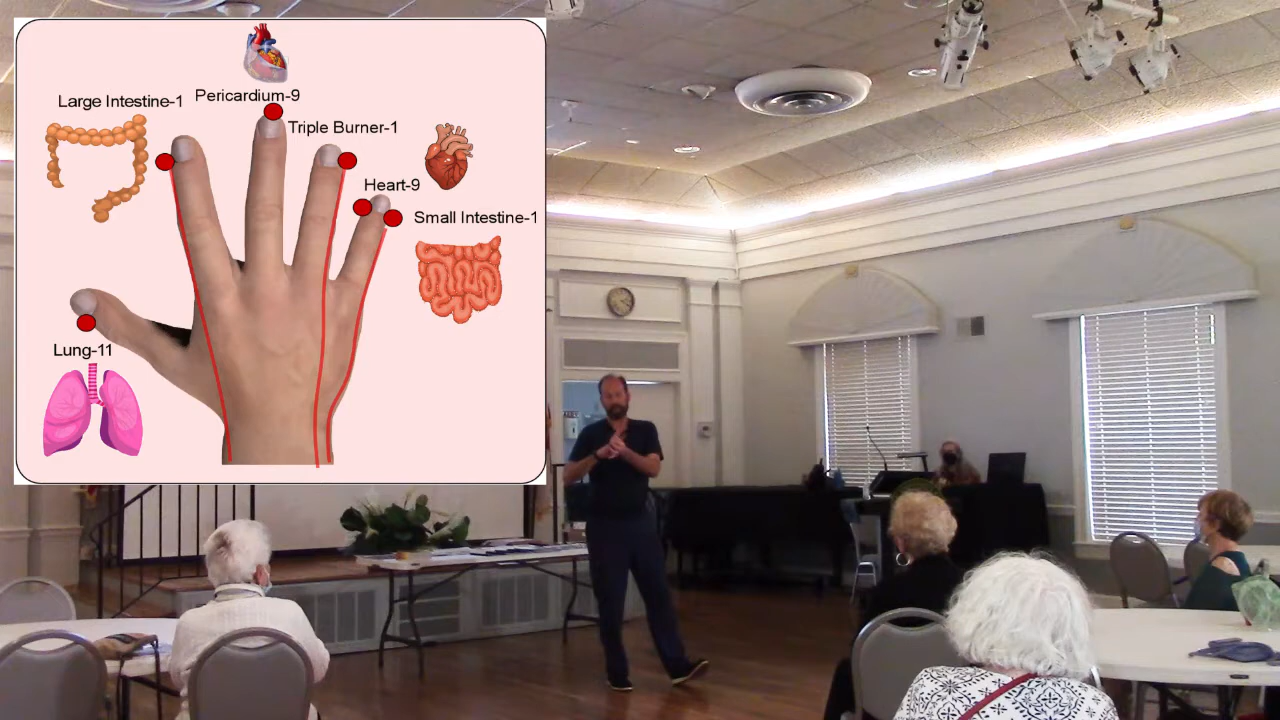 Large Intestine-1
Pericardium-9
Triple Burner-1
Heart-9
Small Intestine-1
Lung-11